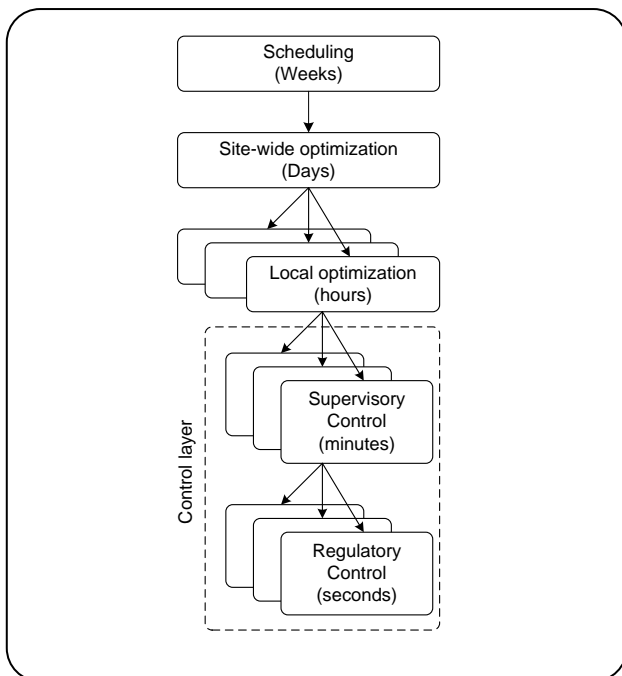 Scheduling
(Weeks)
Site-wide optimization
(Days)
Local optimization
(hours)
Control layer
Supervisory
Control
(minutes)
Regulatory
Control
(seconds)